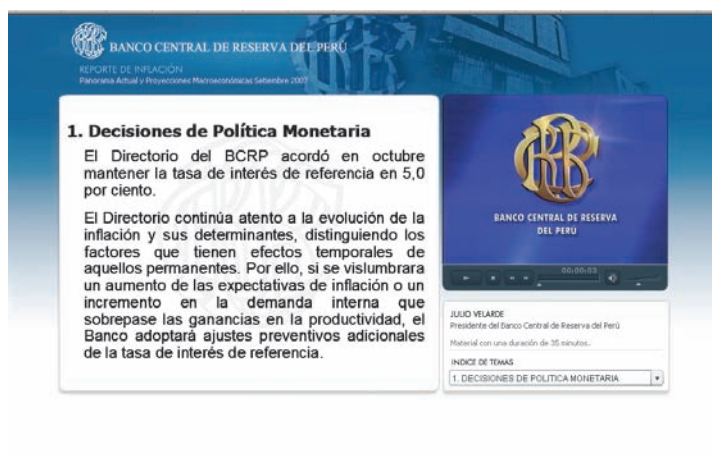 BANCO CENTRAL DE RESERVA DEL PERÚ
REPORTE DE INFLACIÓN
Panorama Actual y Proyecciones Macroeconómicas Setiembre 2007
1. Decisiones de Política Monetaria
El Directorio del BCRP acordó en octubre
mantener la tasa de interés de referencia en 5,0
por ciento.
El Directorio continúa atento a la evolución de la
inflación y sus determinantes, distinguiendo los
factores que tienen efectos temporales de
aquellos permanentes. Por ello, si se vislumbrara
un aumento de las expectativas de inflación o un
incremento en la demanda interna que
sobrepase las ganancias en la productividad, el
Banco adoptará ajustes preventivos adicionales
de la tasa de interés de referencia.
BANCO CENTRAL DE RESERVA
DEL PERÚ
00:00:03
JULIO VELARDE
Presidente del Banco Central de Reserva del Perú
Material con una duración de 35 minutos.
INDICE DE TEMAS
1. DECISIONES DE POLITICA MONETARIA